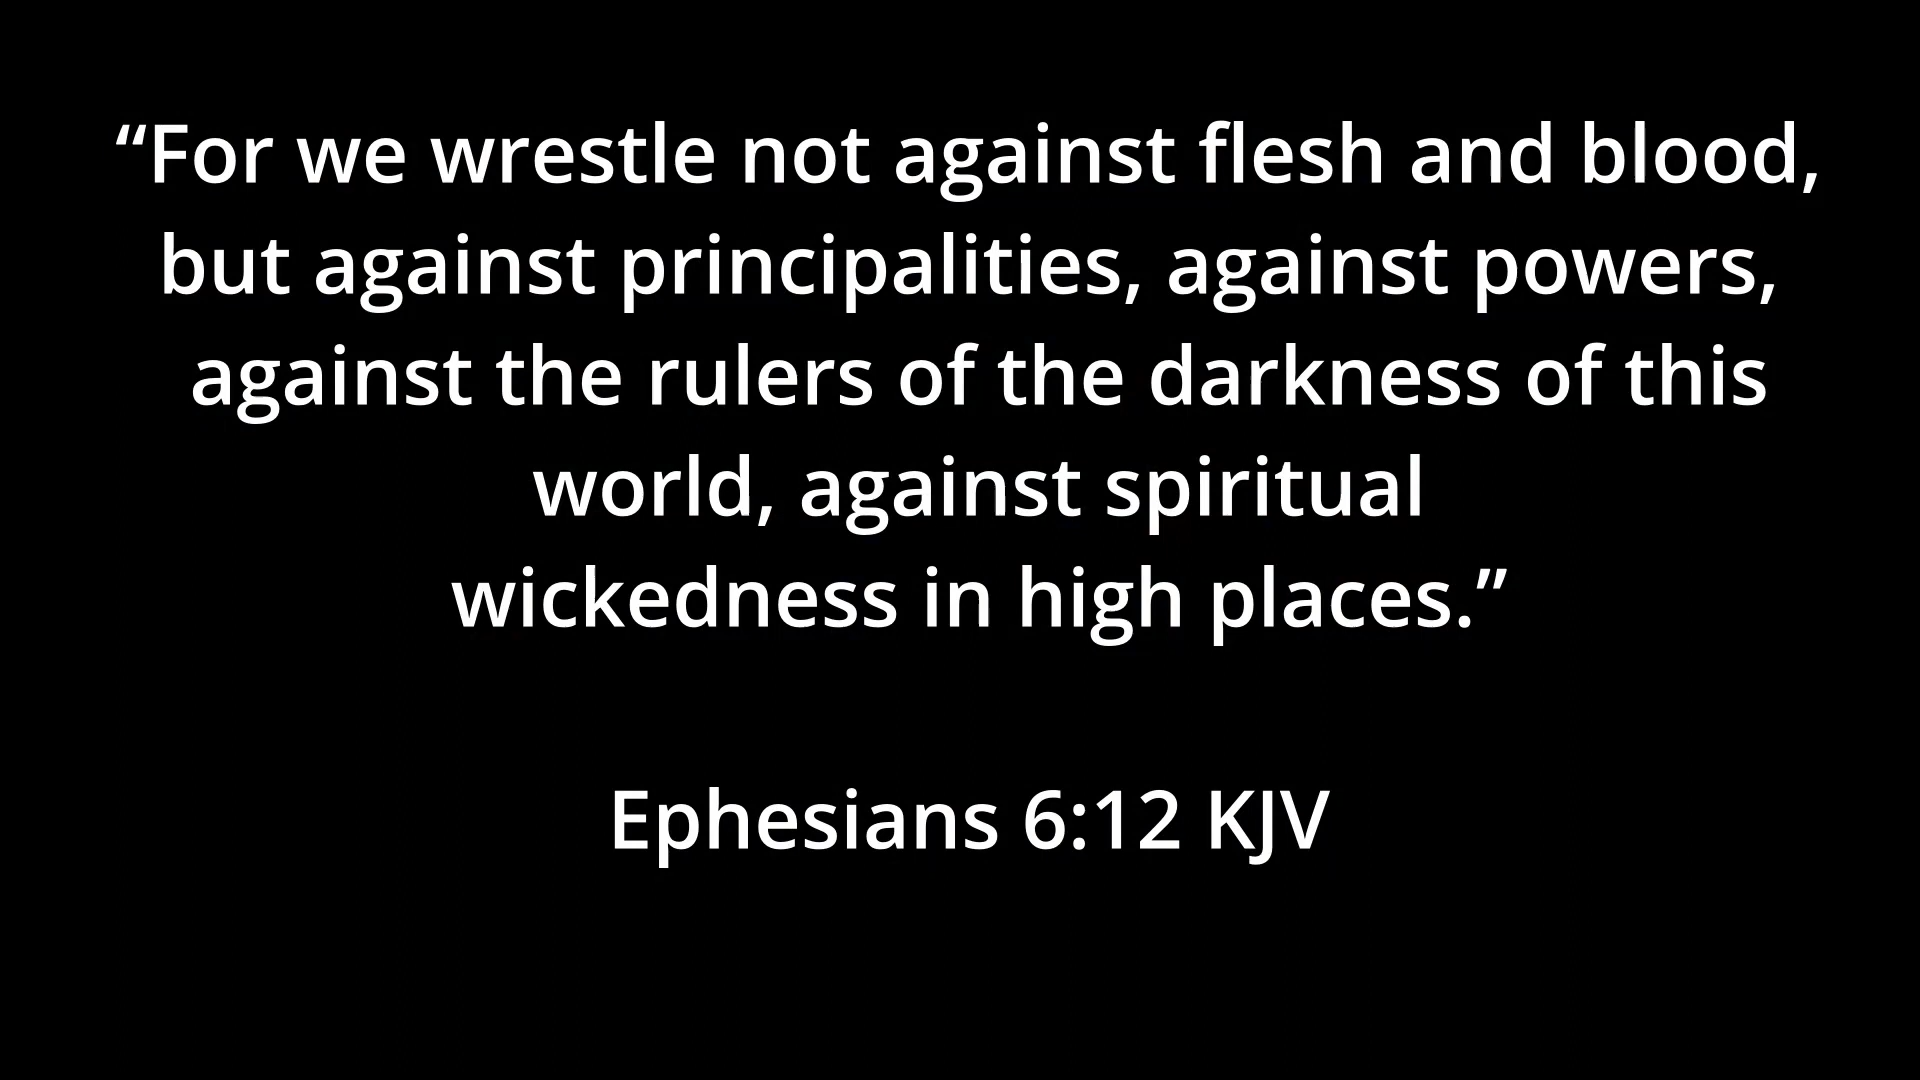 “For we wrestle not against flesh and blood,
but against principalities, against powers,
against the rulers of the darkness of this
world, against spiritual
wickedness in high places.”
Ephesians 6:12 KJV